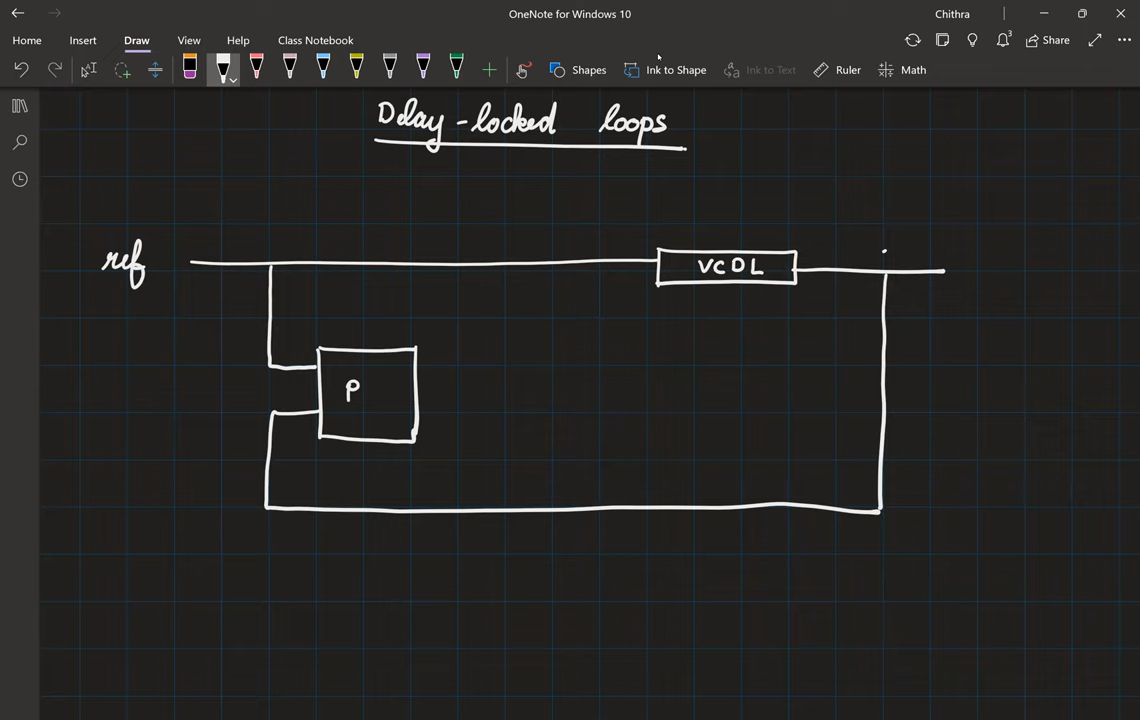 OneNote for Windows 10
Chithra
Home Insert Draw View Help Class Notebook
Share
Shapes Ink to Shape Ink to Text Ruler Math
Delay-locked loops
ref
VCDL
P